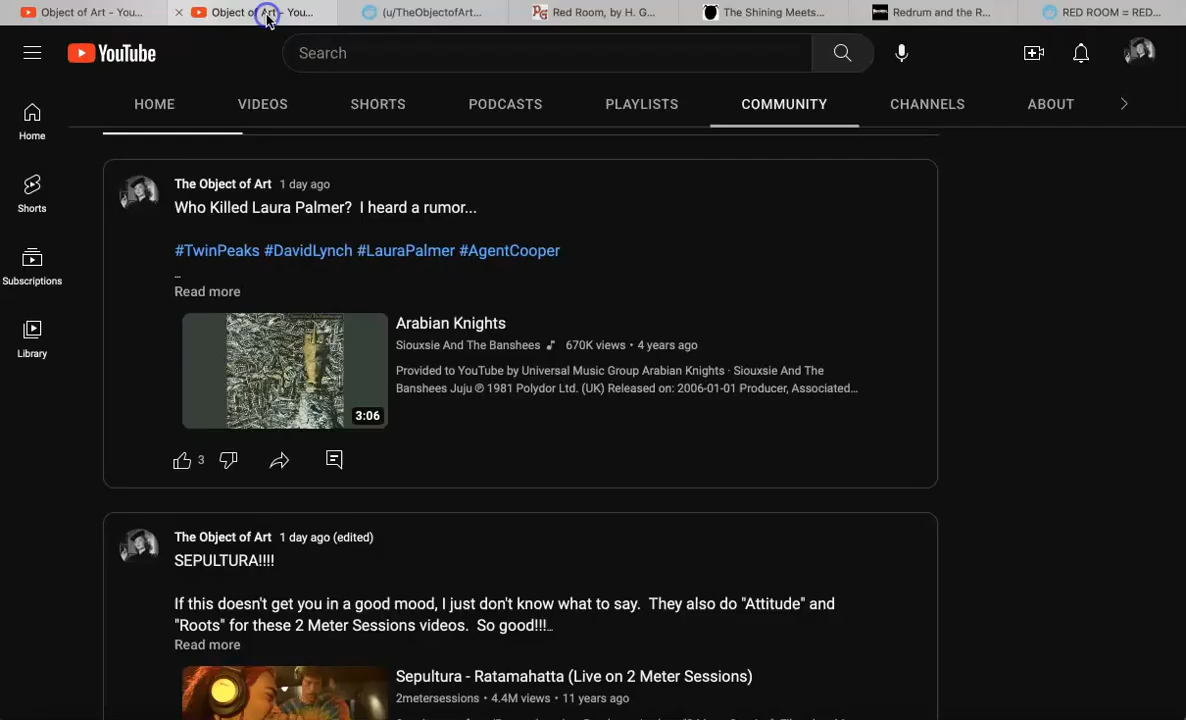 Object of Art - You...
Object of Art - You...
(u/TheObjectofArt...
Red Room, by H. G...
The Shining Meets...
Redrum and the R...
RED ROOM = RED...
YouTube
Search
HOME
VIDEOS
SHORTS
PODCASTS
PLAYLISTS
COMMUNITY
CHANNELS
ABOUT
Home
Shorts
Subscriptions
Library
The Object of Art 1 day ago
Who Killed Laura Palmer? I heard a rumor...
#TwinPeaks #DavidLynch #LauraPalmer #AgentCooper
...
Read more
Arabian Knights
Siouxsie And The Banshees 670K views • 4 years ago
Provided to YouTube by Universal Music Group Arabian Knights · Siouxsie And The
Banshees Juju ℗ 1981 Polydor Ltd. (UK) Released on: 2006-01-01 Producer, Associated...
3:06
3
The Object of Art 1 day ago (edited)
SEPULTURA!!!!
If this doesn't get you in a good mood, I just don't know what to say. They also do "Attitude" and
"Roots" for these 2 Meter Sessions videos. So good!!!...
Read more
Sepultura - Ratamahatta (Live on 2 Meter Sessions)
2metersessions • 4.4M views • 11 years ago